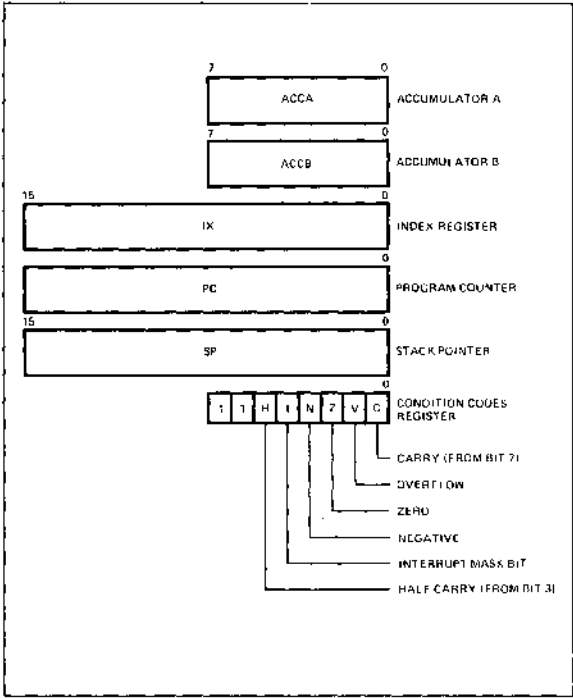 7 0
ACCA ACCUMULATOR A
7 0
ACCB ACCUMULATOR B
15 0
IX INDEX REGISTER
0
PC PROGRAM COUNTER
15 0
SP STACK POINTER
0
1 1 H I N Z V C CONDITION CODES
REGISTER
CARRY (FROM BIT 7)
OVERFLOW
ZERO
NEGATIVE
INTERRUPT MASK BIT
HALF CARRY (FROM BIT 3)